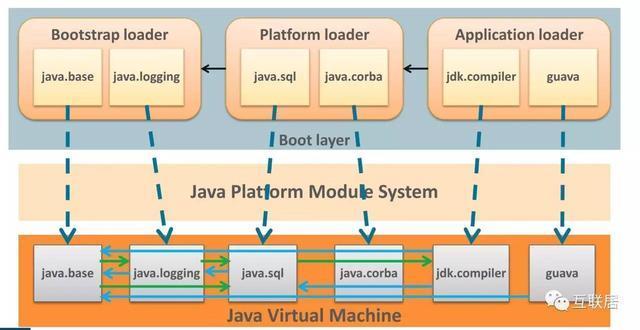 Bootstrap loader
Platform loader
Application loader
java.base
java.logging
java.sql
java.corba
jdk.compiler
guava
Boot layer
Java Platform Module System
java.base
java.logging
java.sql
java.corba
jdk.compiler
guava
互联居
Java Virtual Machine